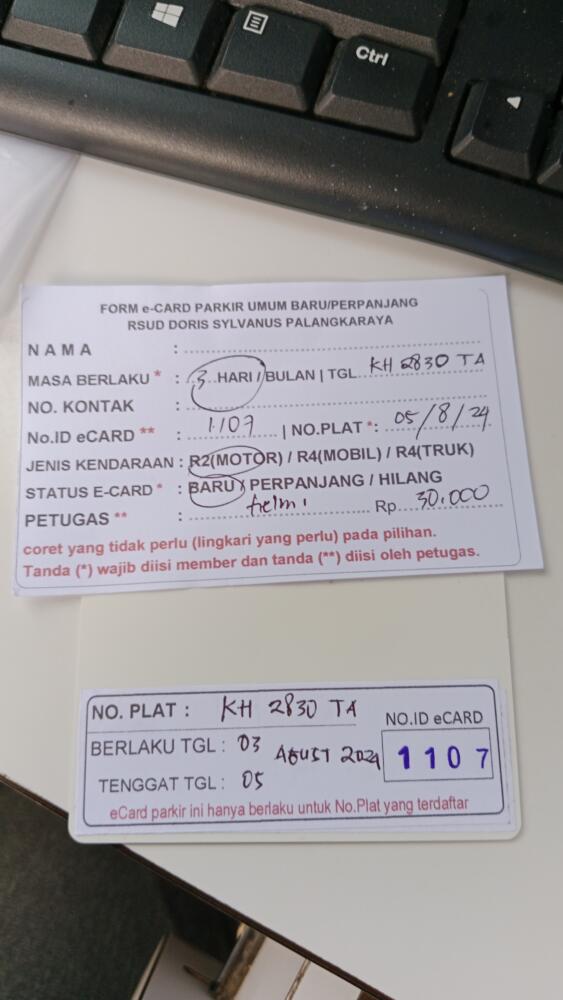 Ctrl
FORM e-CARD PARKIR UMUM BARU/PERPANJANG
RSUD DORIS SYLVANUS PALANGKARAYA
N A M A :
MASA BERLAKU * : 3 HARI / BULAN | TGL KH 2830 TA
NO. KONTAK :
No.ID eCARD ** : 1107 | NO.PLAT *: 05/8/24
JENIS KENDARAAN : R2(MOTOR) / R4(MOBIL) / R4(TRUK)
STATUS E-CARD * : BARU / PERPANJANG / HILANG
PETUGAS ** : helmi Rp. 30.000
coret yang tidak perlu (lingkari yang perlu) pada pilihan.
Tanda (*) wajib diisi member dan tanda (**) diisi oleh petugas.
NO. PLAT : KH 2830 TA
NO.ID eCARD
BERLAKU TGL : 03 AGUST 2024 1107
TENGGAT TGL : 05
eCard parkir ini hanya berlaku untuk No.Plat yang terdaftar